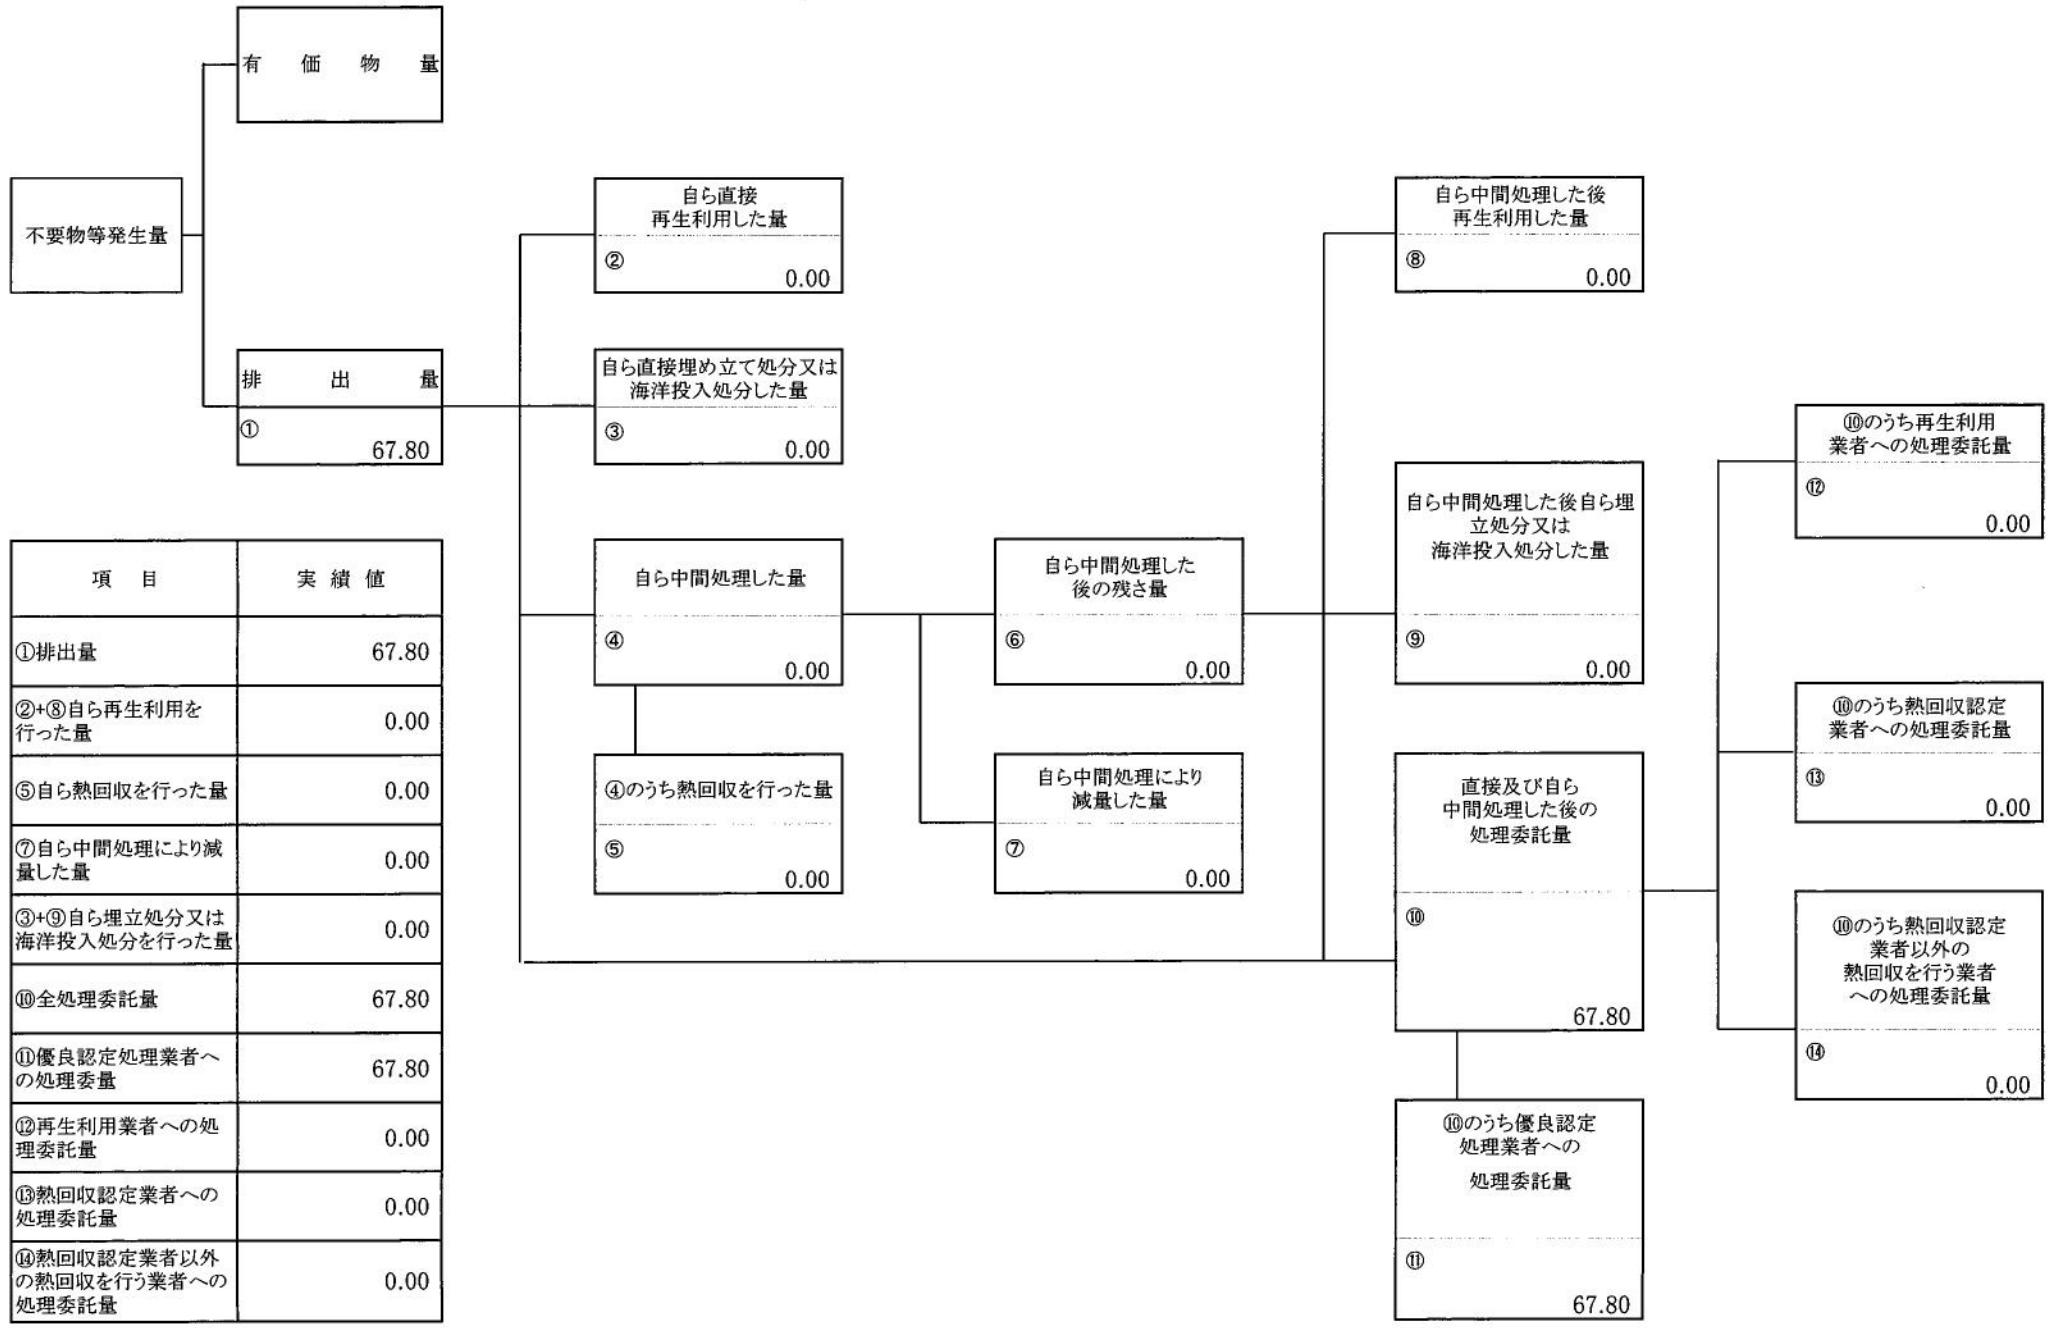 有価物量
不要物等発生量
排出量
①
67.80
自ら直接
再生利用した量
②
0.00
自ら直接埋め立て処分又は
海洋投入処分した量
③
0.00
自ら中間処理した量
④
0.00
④のうち熱回収を行った量
⑤
0.00
自ら中間処理した
後の残さ量
⑥
0.00
自ら中間処理により
減量した量
⑦
0.00
自ら中間処理した後
再生利用した量
⑧
0.00
自ら中間処理した後自ら埋
立処分又は
海洋投入処分した量
⑨
0.00
直接及び自ら
中間処理した後の
処理委託量
⑩
67.80
⑩のうち優良認定
処理業者への
処理委託量
⑪
67.80
⑩のうち再生利用
業者への処理委託量
⑫
0.00
⑩のうち熱回収認定
業者への処理委託量
⑬
0.00
⑩のうち熱回収認定
業者以外の
熱回収を行う業者
への処理委託量
⑭
0.00
項目 実績値
①排出量 67.80
②+⑧自ら再生利用を
行った量 0.00
⑤自ら熱回収を行った量 0.00
⑦自ら中間処理により減
量した量 0.00
③+⑨自ら埋立処分又は
海洋投入処分を行った量 0.00
⑩全処理委託量 67.80
⑪優良認定処理業者へ
の処理委量 67.80
⑫再生利用業者への処
理委託量 0.00
⑬熱回収認定業者への
処理委託量 0.00
⑭熱回収認定業者以外
の熱回収を行う業者への
処理委託量 0.00